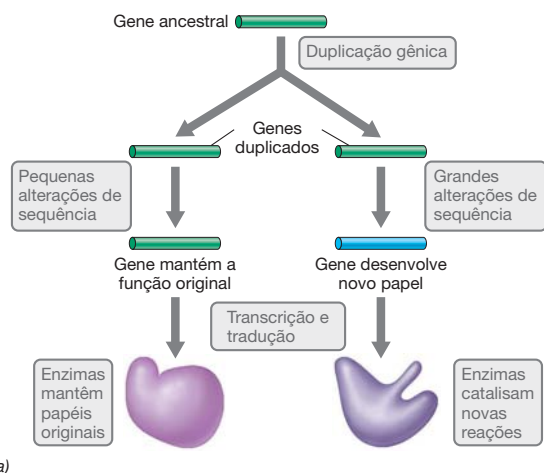 Gene ancestral
Duplicação gênica
Genes
duplicados
Pequenas
alterações de
sequência
Grandes
alterações de
sequência
Gene mantém a
função original
Gene desenvolve
novo papel
Transcrição e
tradução
Enzimas
mantêm
papéis
originais
Enzimas
catalisam
novas
reações
a)